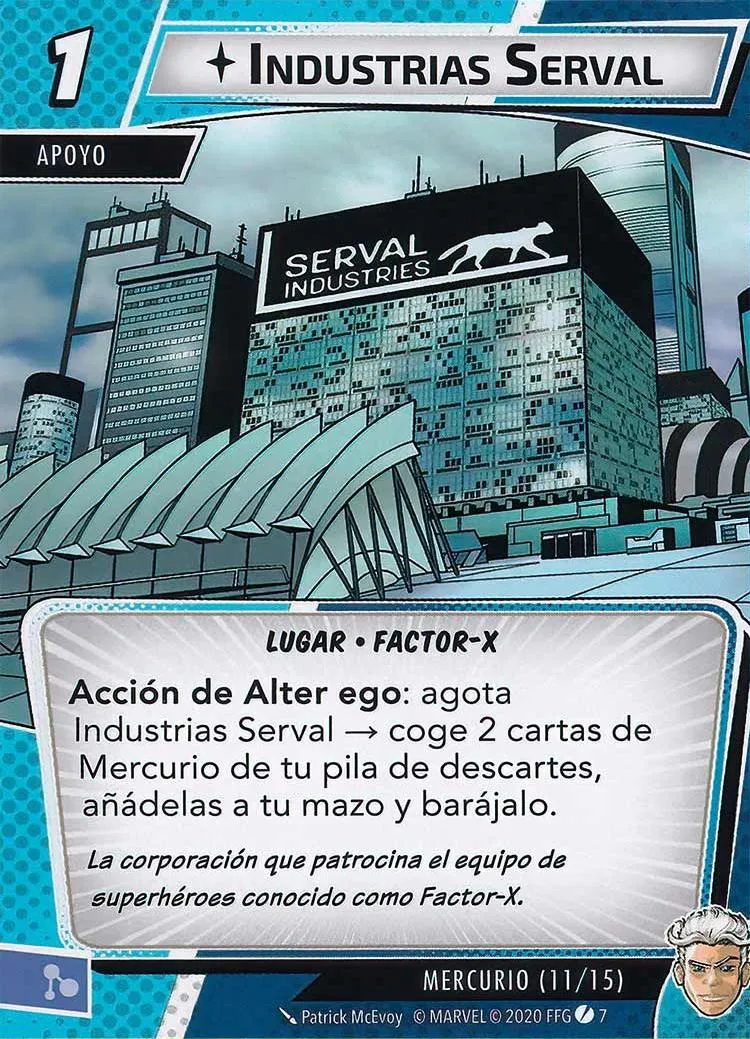 1
INDUSTRIAS SERVAL
APOYO
SERVAL
INDUSTRIES
LUGAR • FACTOR-X
Acción de Alter ego: agota
Industrias Serval → coge 2 cartas de
Mercurio de tu pila de descartes,
añádelas a tu mazo y barájalo.
La corporación que patrocina el equipo de
superhéroes conocido como Factor-X.
MERCURIO (11/15)
Patrick McEvoy © MARVEL © 2020 FFG 7